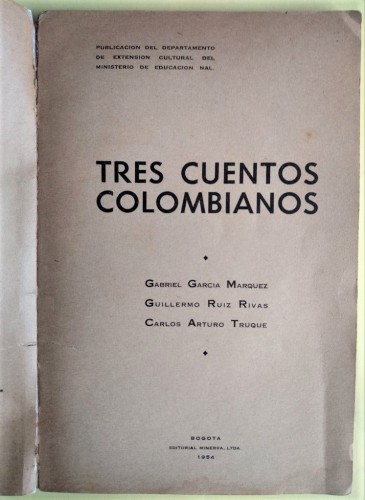 PUBLICACION DEL DEPARTAMENTO
DE EXTENSION CULTURAL DEL
MINISTERIO DE EDUCACION NAL.
TRES CUENTOS
COLOMBIANOS
GABRIEL GARCIA MARQUEZ
GUILLERMO RUIZ RIVAS
CARLOS ARTURO TRUQUE
BOGOTA
EDITORIAL MINERVA, LTDA.
1954